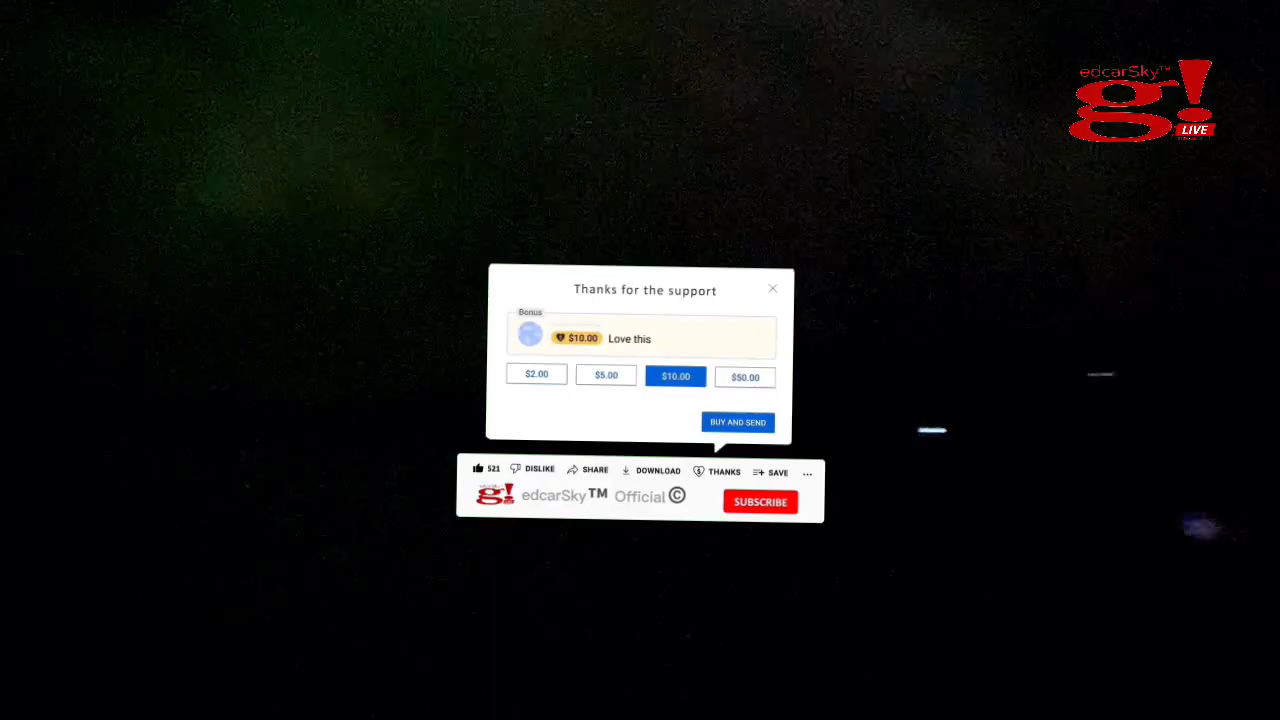 edcarSky™
g!
LIVE
Thanks for the support
Bonus
$10.00 Love this
$2.00 $5.00 $10.00 $50.00
BUY AND SEND
521 DISLIKE SHARE DOWNLOAD THANKS SAVE ...
g! edcarSky™ Official © SUBSCRIBE